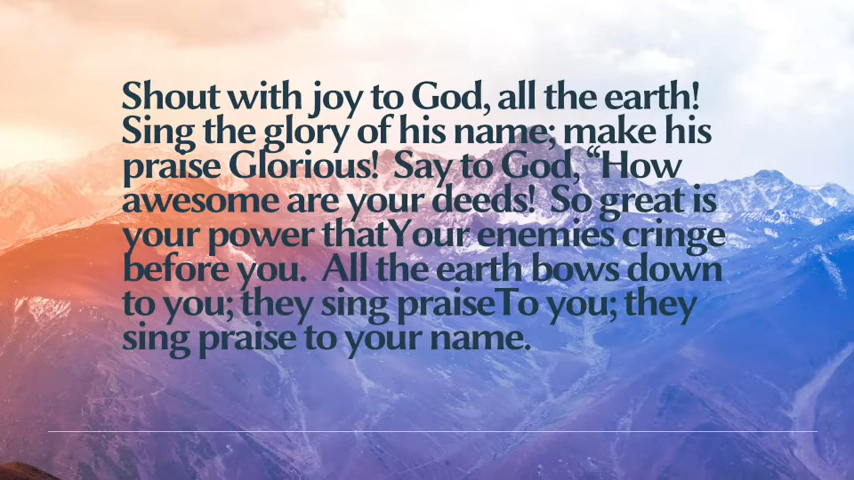 Shout with joy to God, all the earth!
Sing the glory of his name; make his
praise Glorious!  Say to God, “How
awesome are your deeds!  So great is
your power thatYour enemies cringe
before you.  All the earth bows down
to you; they sing praiseTo you; they
sing praise to your name.